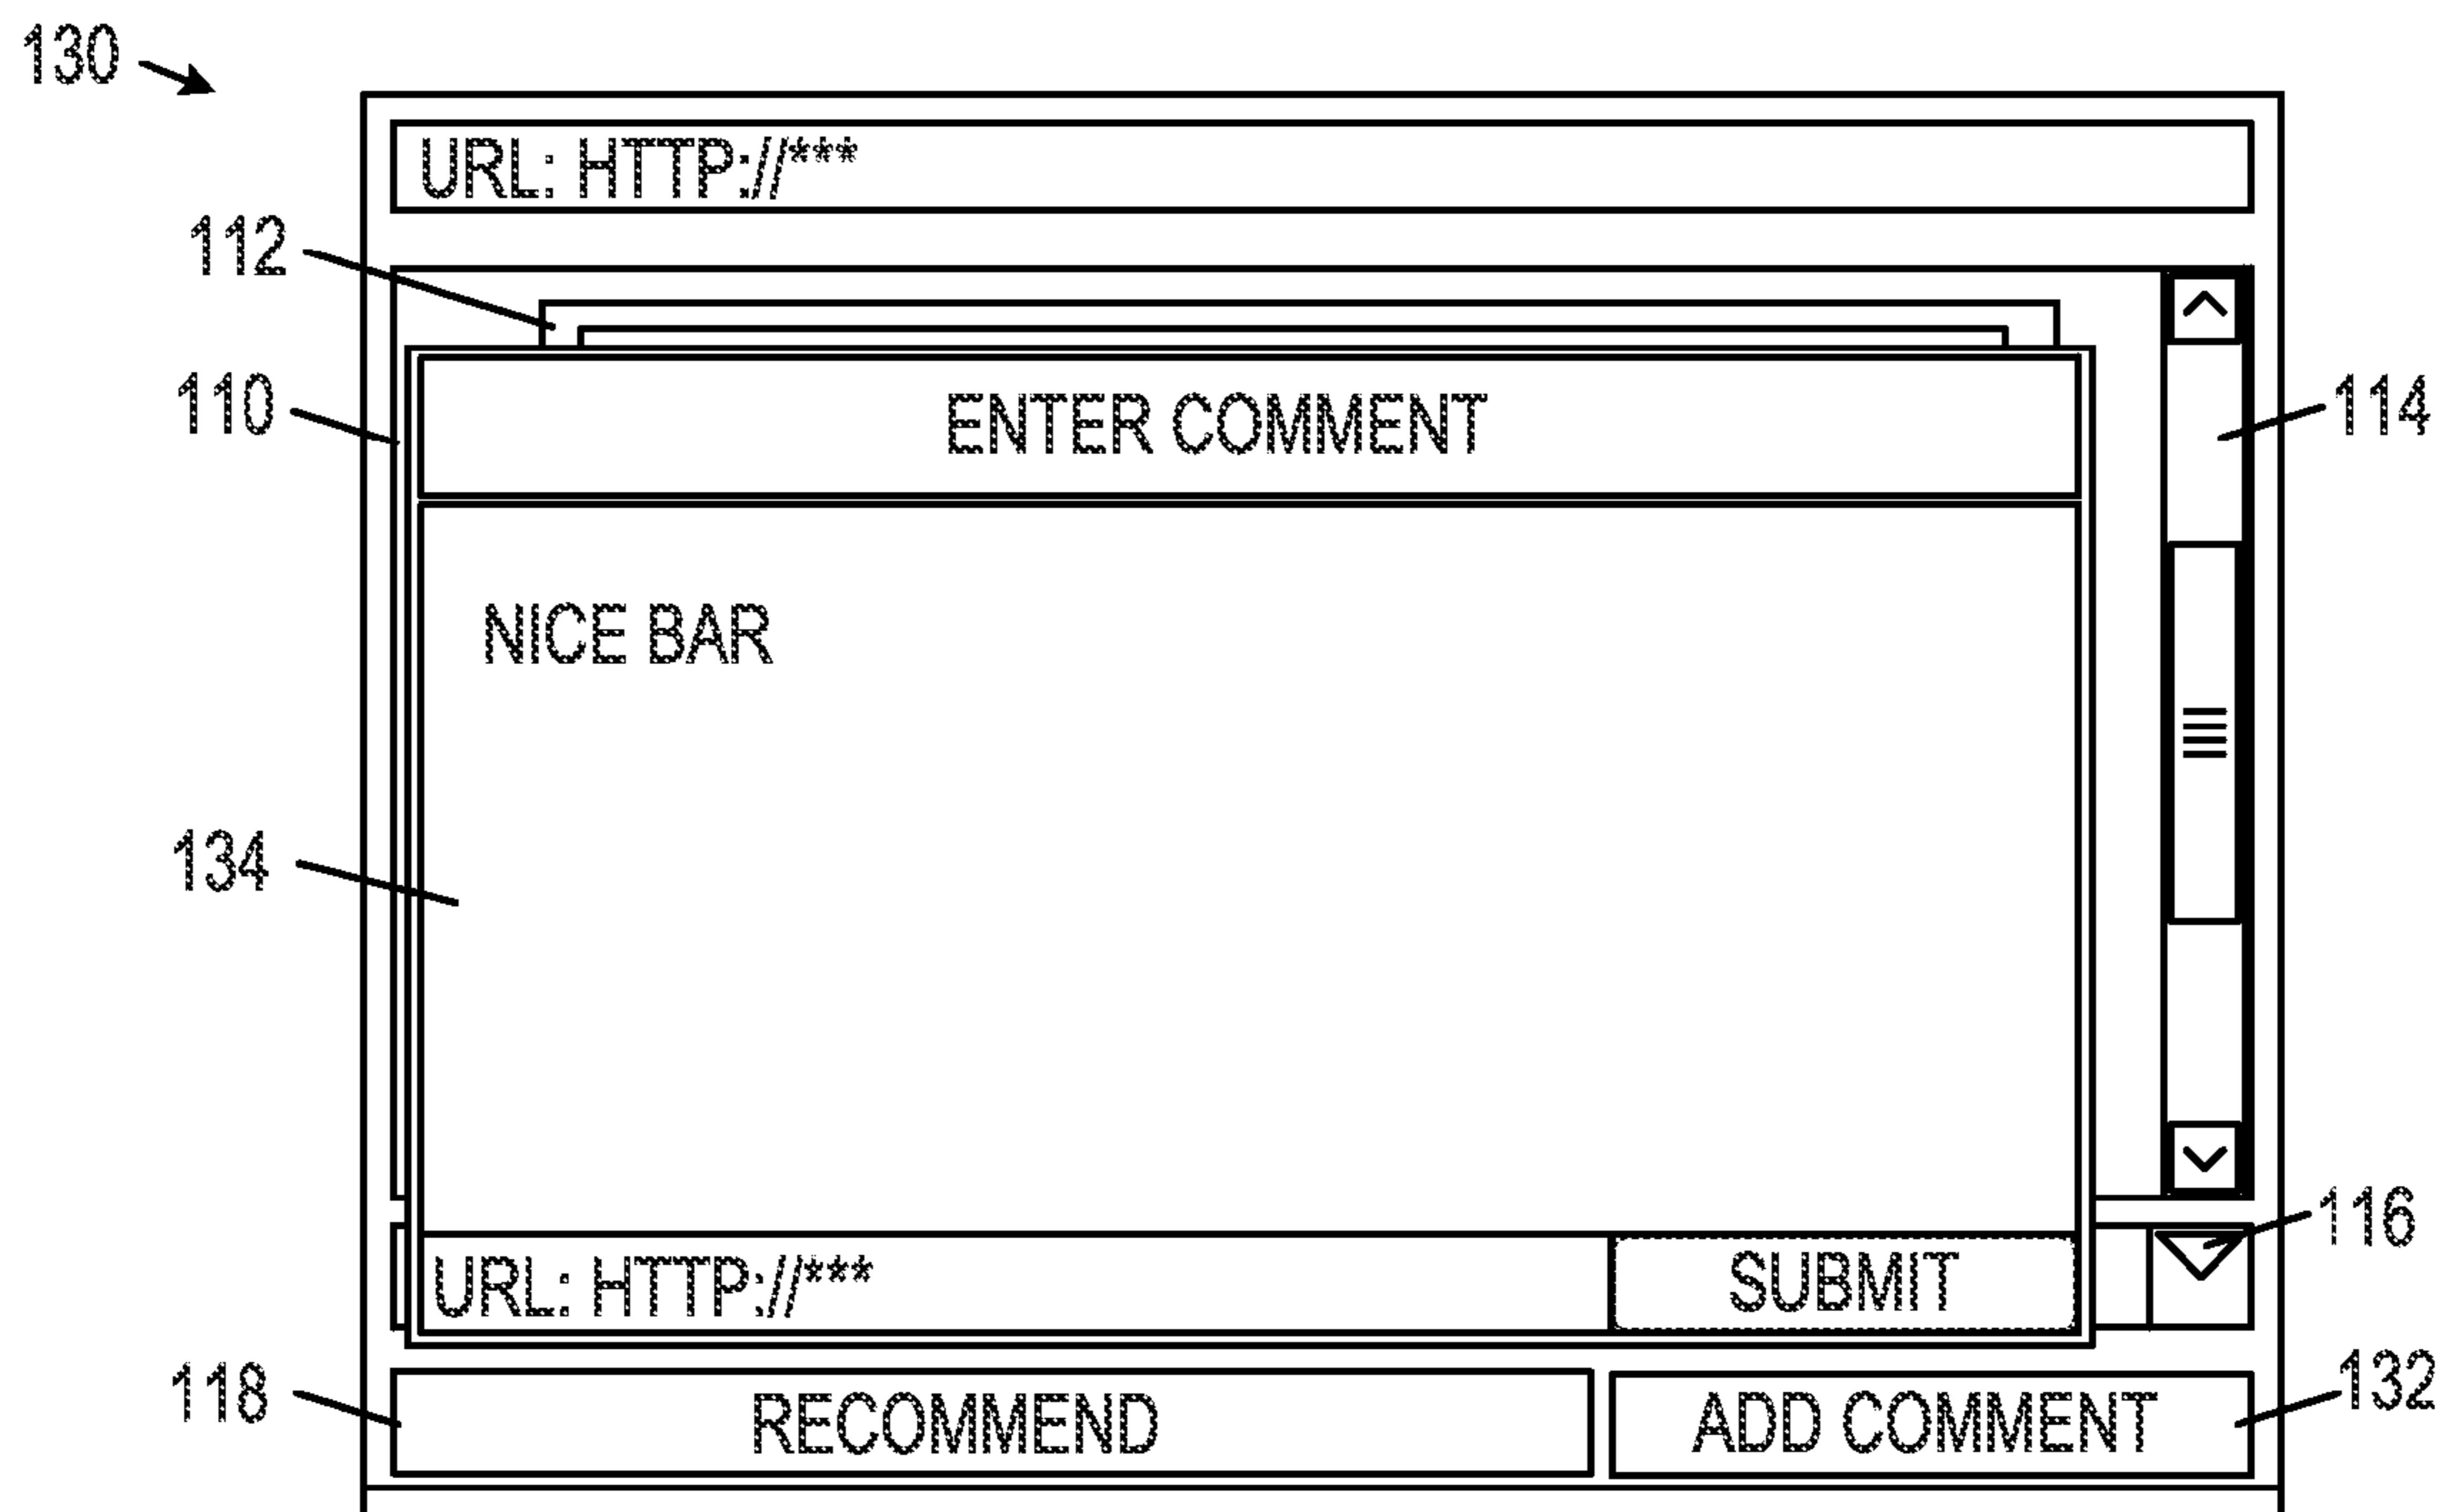 130
URL: HTTP://***
112
110
ENTER COMMENT
114
NICE BAR
134
116
URL: HTTP://***
SUBMIT
118
RECOMMEND
ADD COMMENT
132